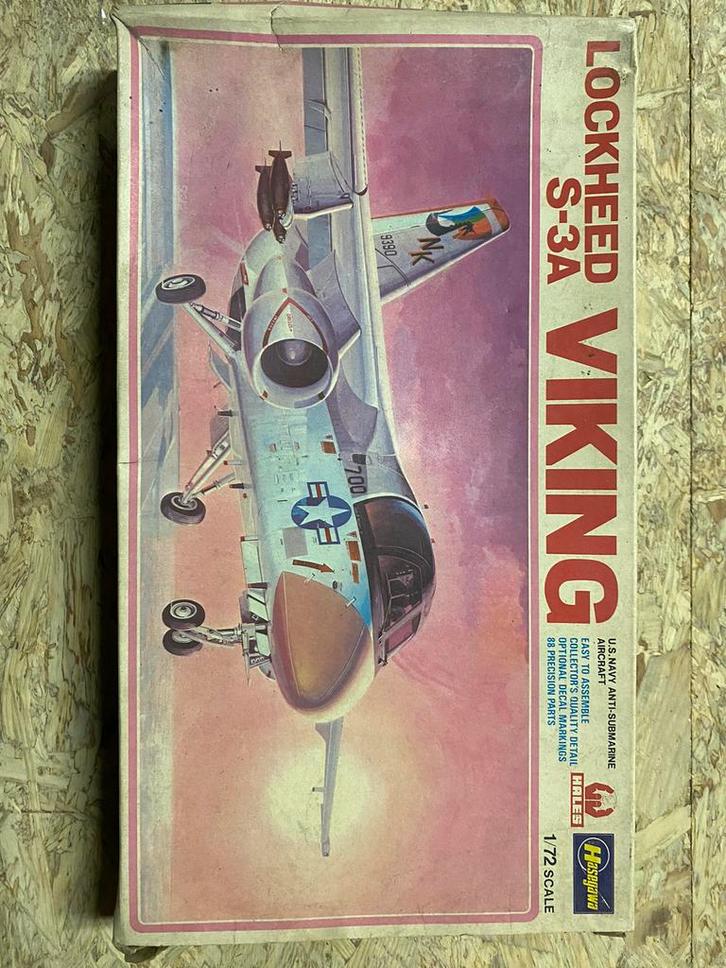 LOCKHEED
S-3A
VIKING
U.S.NAVY ANTI-SUBMARINE
AIRCRAFT
EASY TO ASSEMBLE
COLLECTOR'S QUALITY DETAIL
OPTIONAL DECAL MARKINGS
88 PRECISION PARTS
HALES
Hasegawa
1/72 SCALE
NK
9390
700